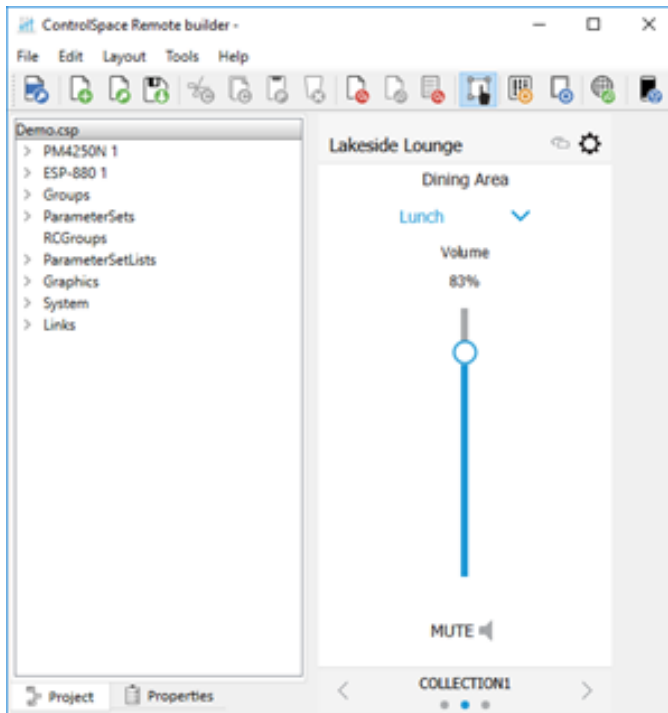 ControlSpace Remote builder -
File Edit Layout Tools Help
Demo.csp
PM4250N 1
ESP-880 1
Groups
ParameterSets
RCGroups
ParameterSetLists
Graphics
System
Links
Project Properties
Lakeside Lounge
Dining Area
Lunch
Volume
83%
MUTE
COLLECTION1